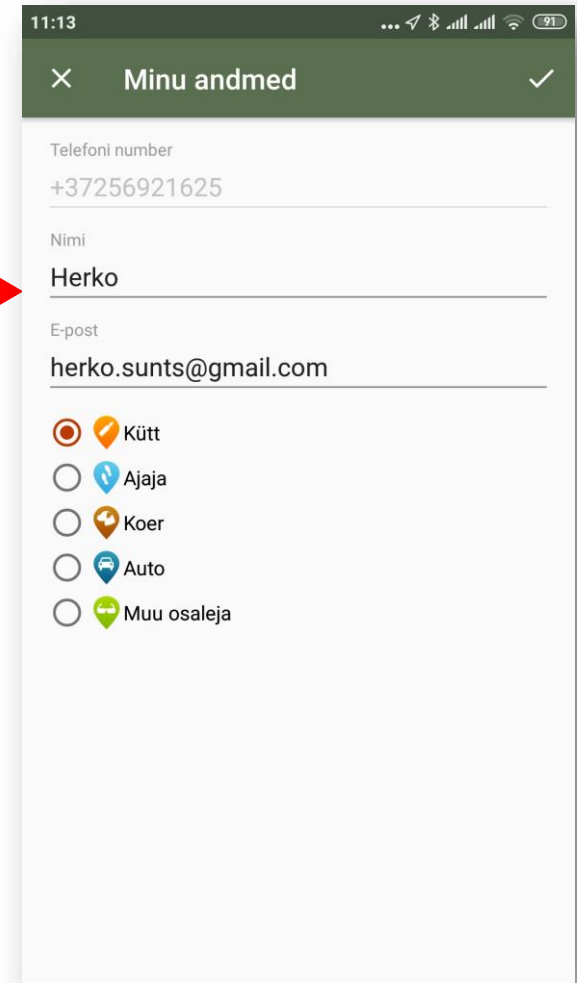 11:13
91
Minu andmed
Telefoni number
+37256921625
Nimi
Herko
E-post
herko.sunts@gmail.com
Kütt
Ajaja
Koer
Auto
Muu osaleja